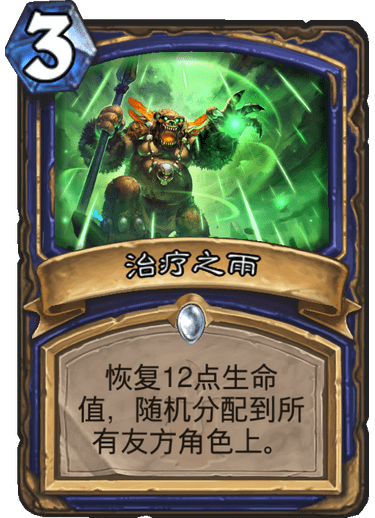 3
治疗之雨
恢复12点生命
值，随机分配到所
有友方角色上。